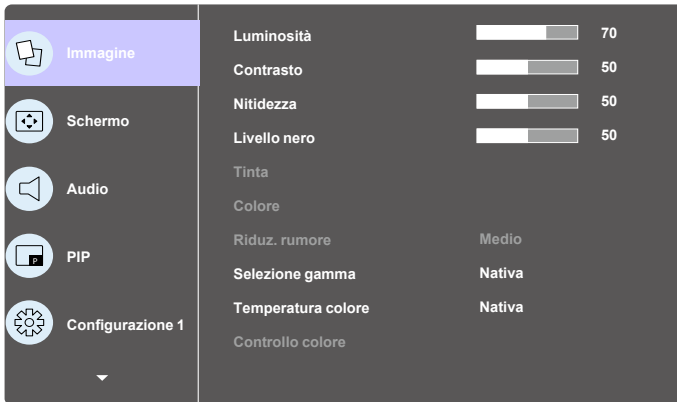 Immagine
Schermo
Audio
P
PIP
Configurazione 1
Luminosità 70
Contrasto 50
Nitidezza 50
Livello nero 50
Tinta
Colore
Riduz. rumore Medio
Selezione gamma Nativa
Temperatura colore Nativa
Controllo colore